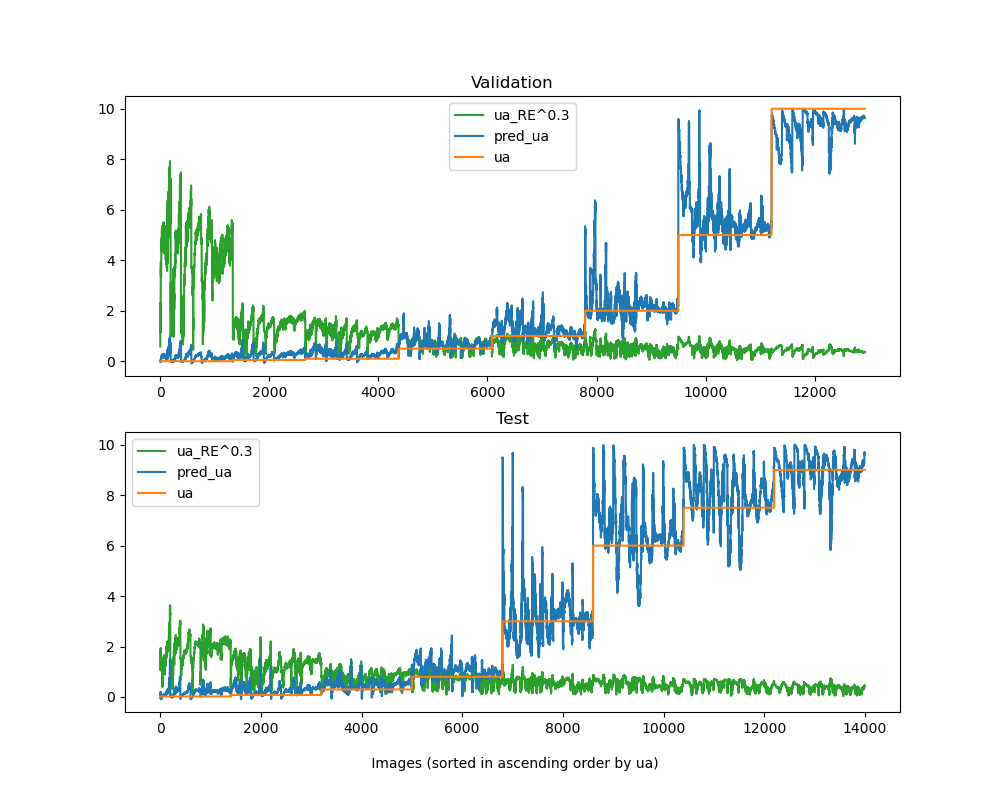 Validation
10
8
6
4
2
0
ua_RE^0.3
pred_ua
ua
0 2000 4000 6000 8000 10000 12000
Test
10
8
6
4
2
0
ua_RE^0.3
pred_ua
ua
0 2000 4000 6000 8000 10000 12000 14000
Images (sorted in ascending order by ua)